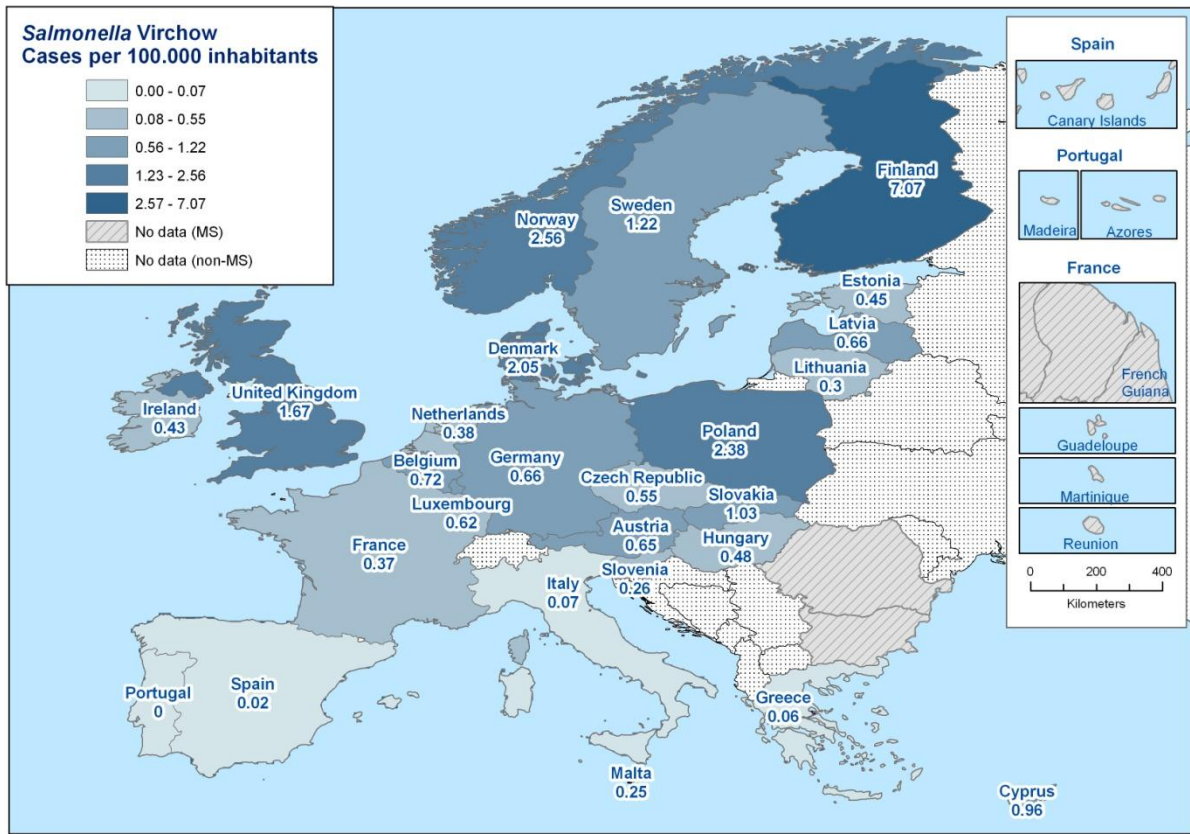 Salmonella Virchow
Cases per 100.000 inhabitants
0.00 - 0.07
0.08 - 0.55
0.56 - 1.22
1.23 - 2.56
2.57 - 7.07
No data (MS)
No data (non-MS)
Finland
7.07
Sweden
1.22
Norway
2.56
Estonia
0.45
Latvia
0.66
Lithuania
0.3
Denmark
2.05
United Kingdom
1.67
Ireland
0.43
Netherlands
0.38
Poland
2.38
Belgium
0.72
Germany
0.66
Czech Republic
0.55
Luxembourg
0.62
Slovakia
1.03
Austria
0.65
Hungary
0.48
France
0.37
Slovenia
0.26
Italy
0.07
Portugal
0
Spain
0.02
Greece
0.06
Malta
0.25
Cyprus
0.96
Spain
Canary Islands
Portugal
Madeira
Azores
France
French
Guiana
Guadeloupe
Martinique
Reunion
0 200 400
Kilometers